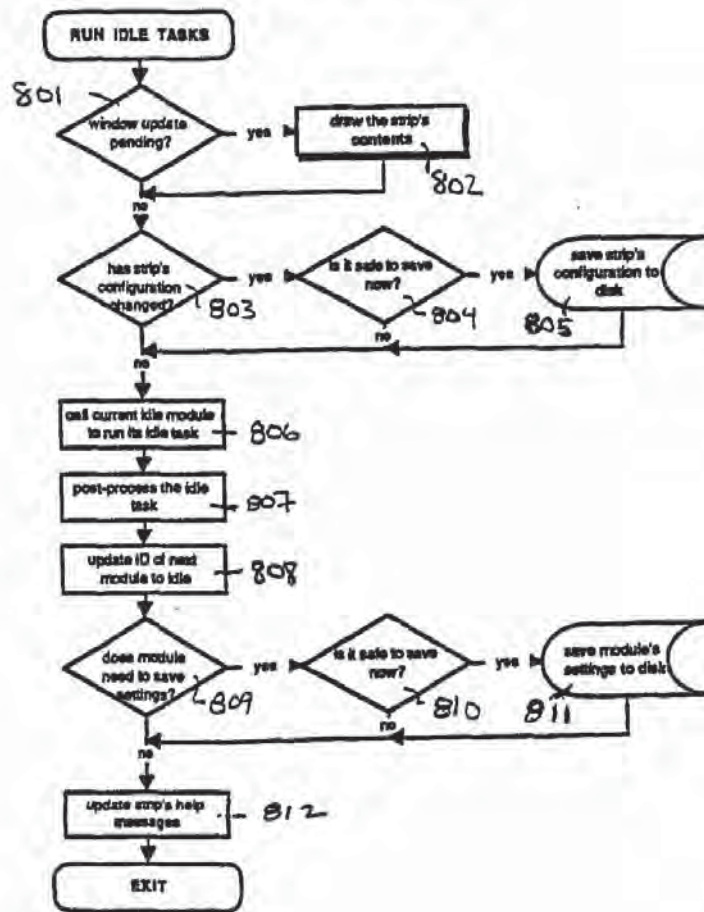 RUN IDLE TASKS
801
window update
pending?
yes
draw the strip's
contents
802
no
has strip's
configuration
changed?
803
yes
is it safe to save
now?
804
yes
save strip's
configuration to
disk
805
no
no
call current idle module
to run its idle task
806
post-process the idle
task
807
update ID of next
module to idle
808
does module
need to save
settings?
809
yes
is it safe to save
now?
810
yes
save module's
settings to disk
811
no
no
update strip's help
messages
812
EXIT